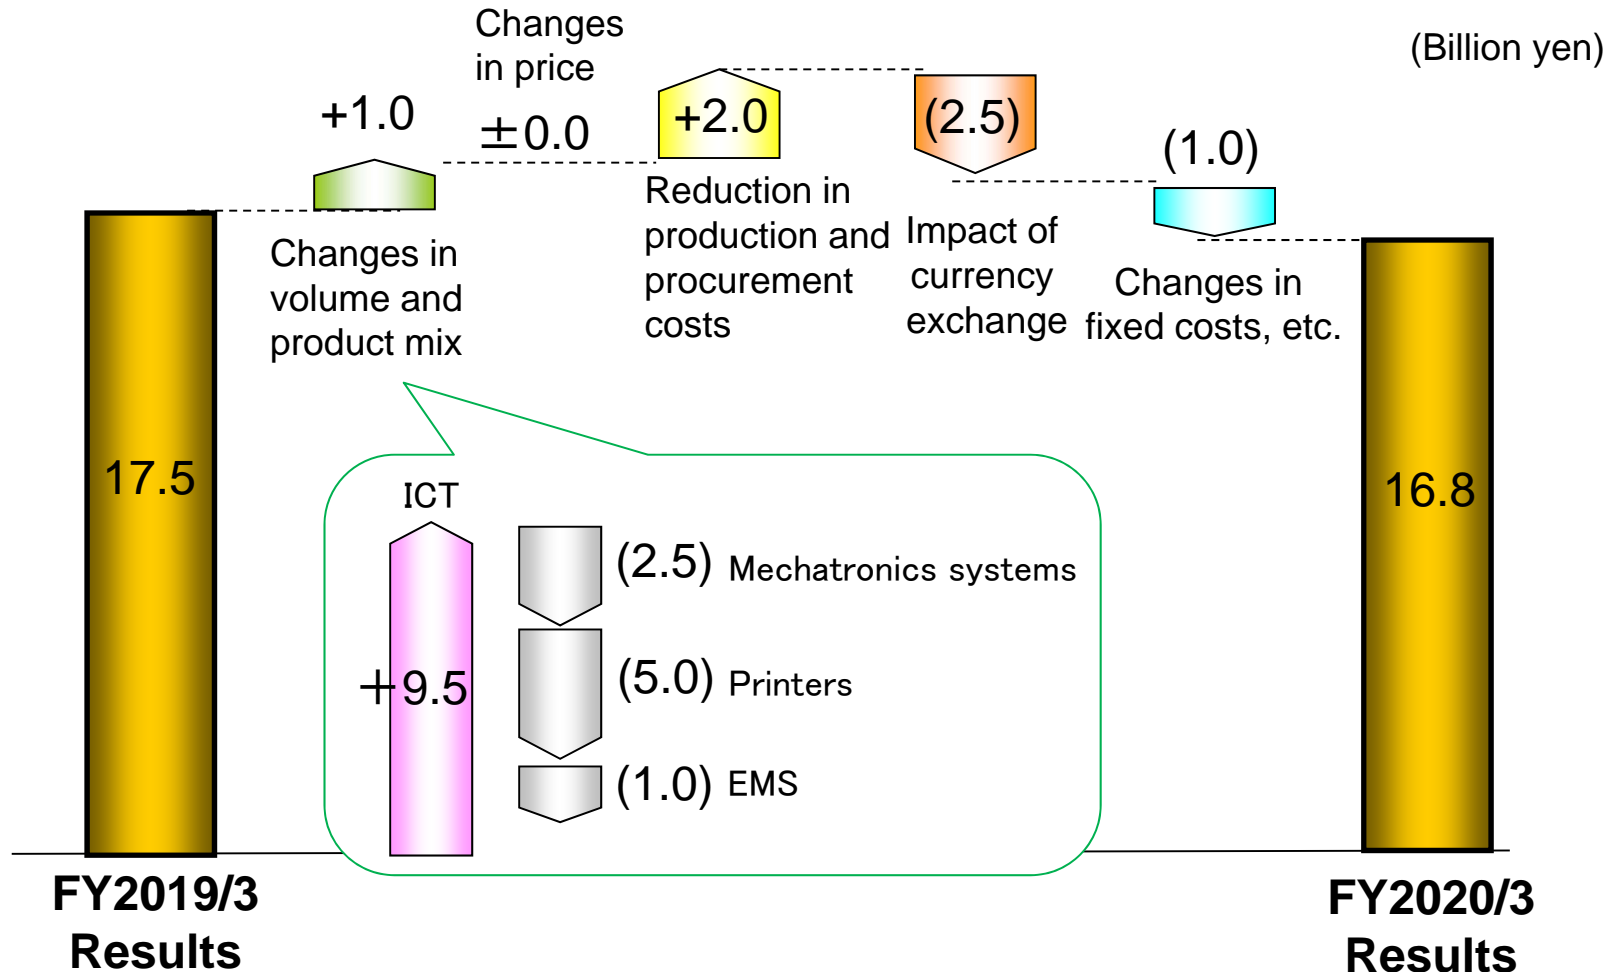 (Billion yen)
Changes
in price
±0.0
+1.0
Changes in
volume and
product mix
+2.0
Reduction in
production and
procurement
costs
(2.5)
Impact of
currency
exchange
(1.0)
Changes in
fixed costs, etc.
17.5
16.8
ICT
+9.5
(2.5) Mechatronics systems
(5.0) Printers
(1.0) EMS
FY2019/3
Results
FY2020/3
Results